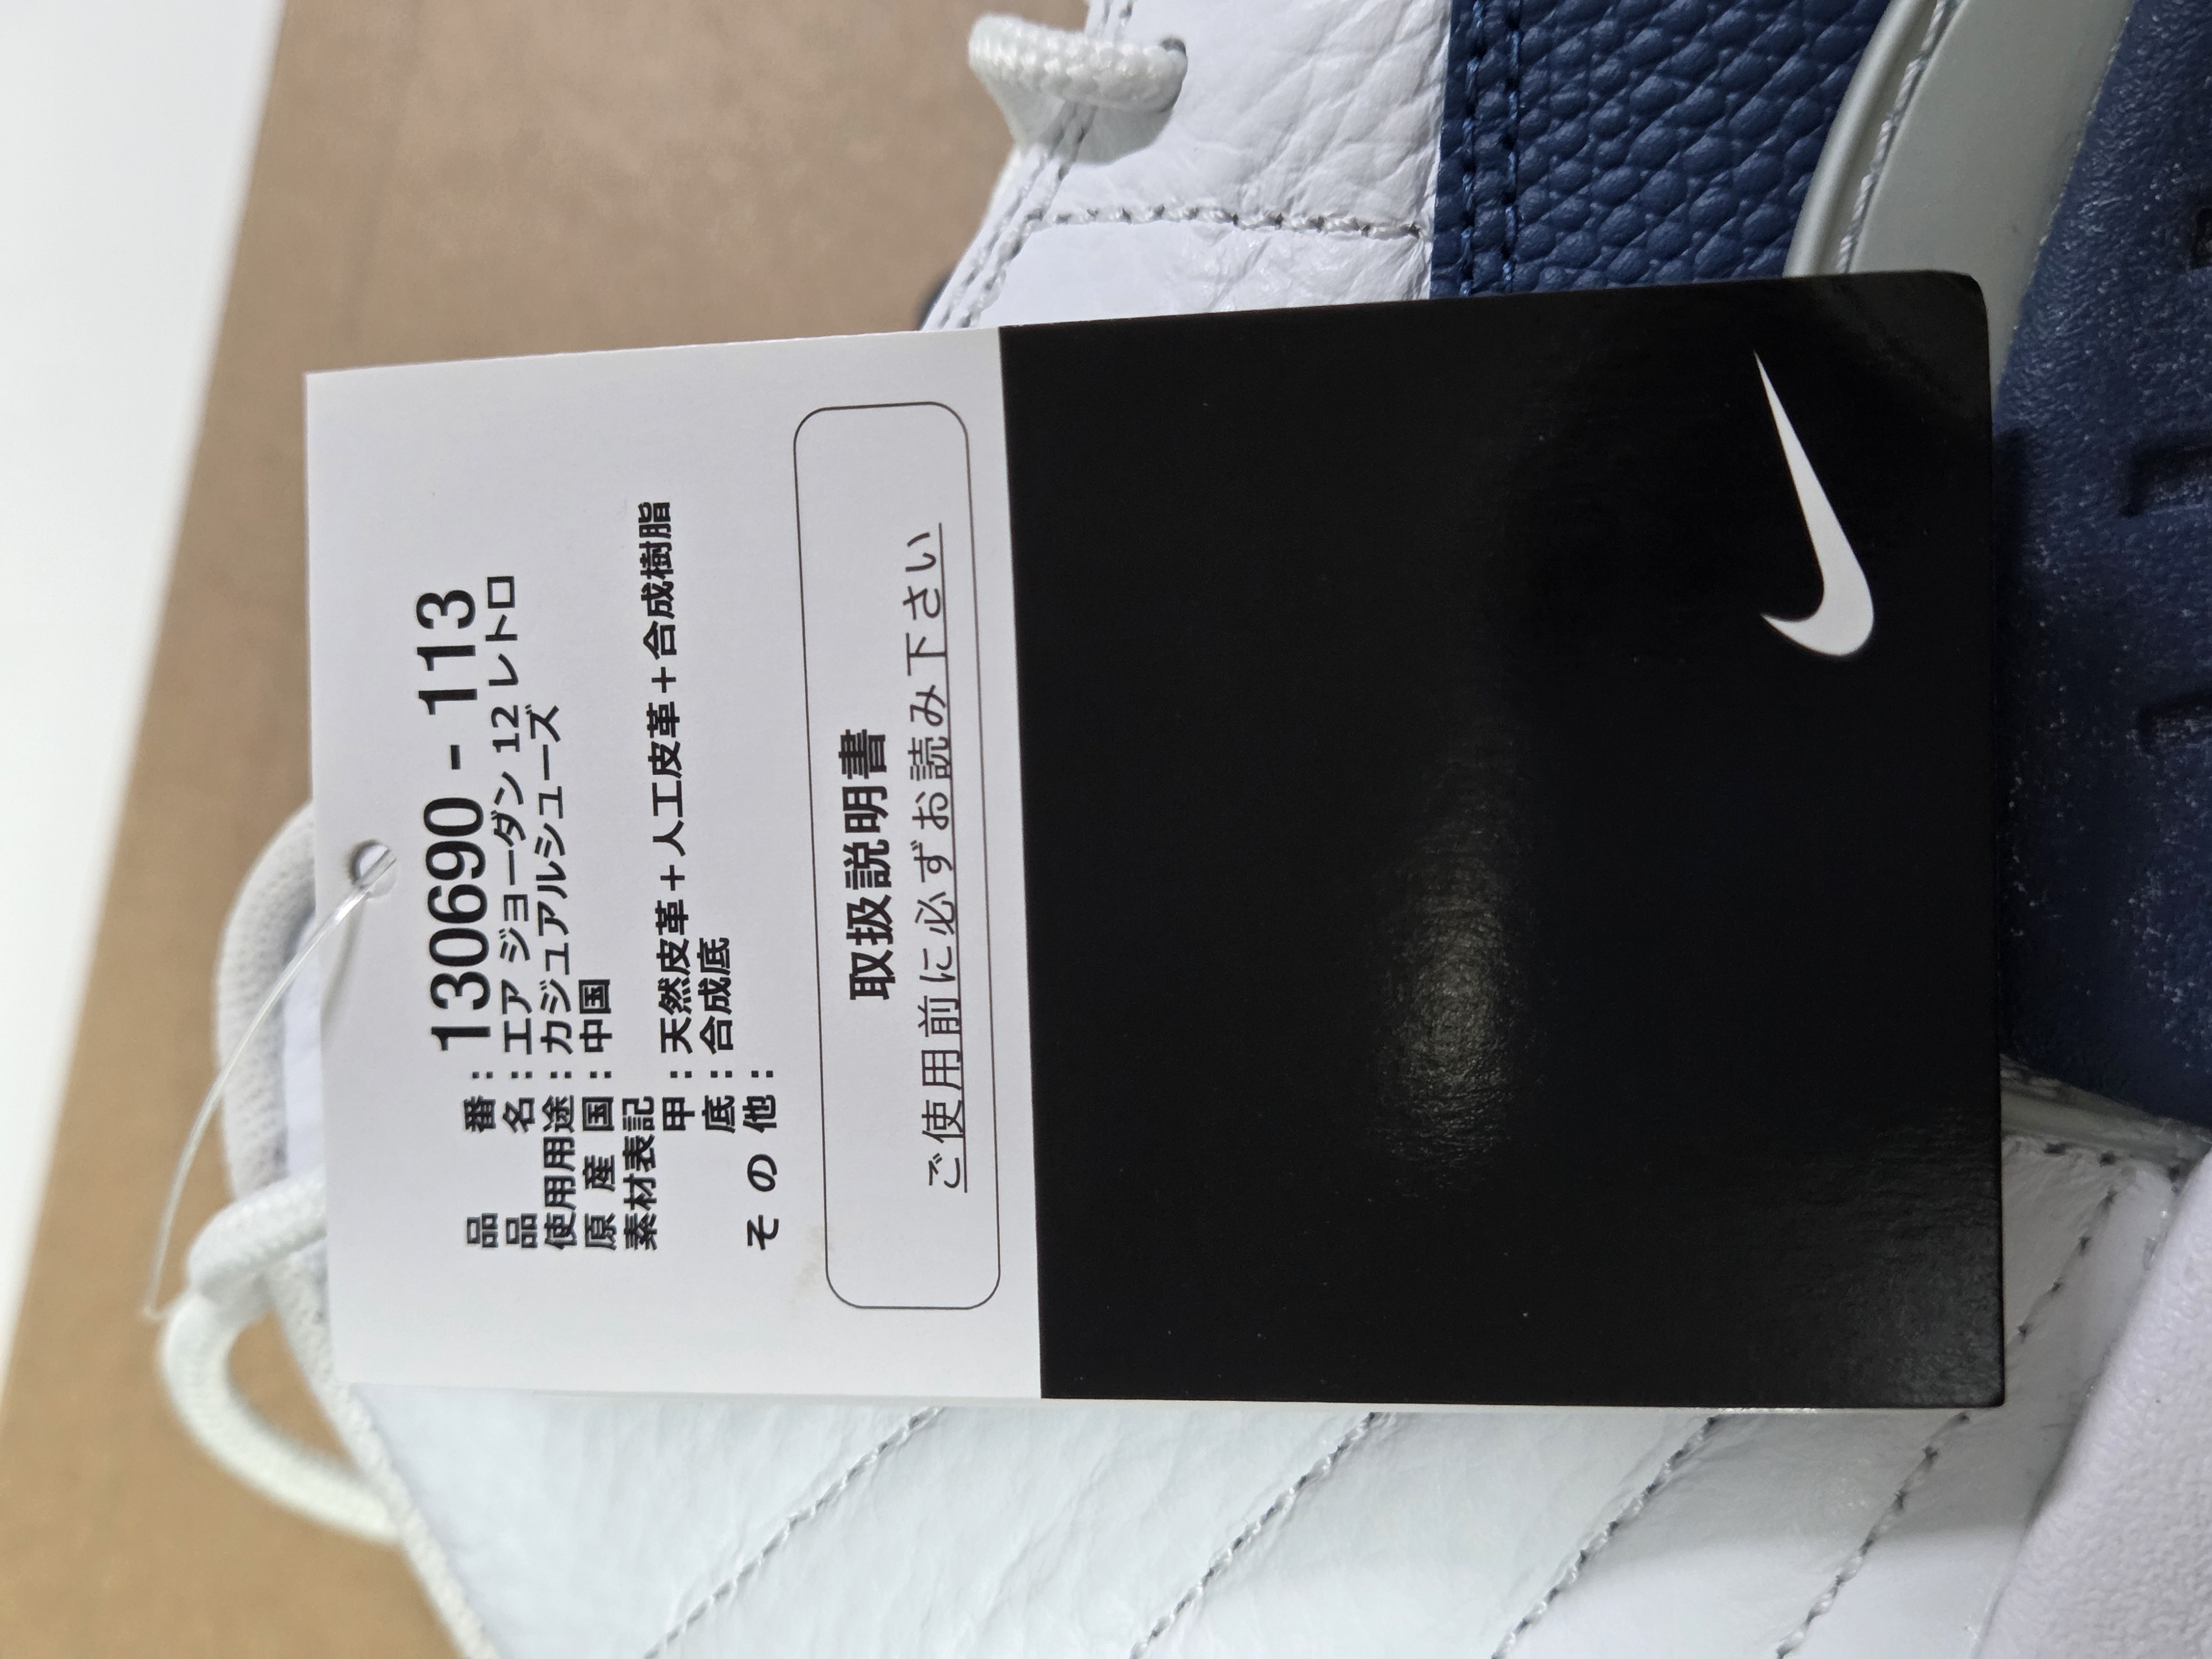 品番：130690 - 113
品名：エア ジョーダン 12 レトロ
使用用途：カジュアルシューズ
原産国：中国
素材表記
甲：天然皮革＋人工皮革＋合成樹脂
底：合成底
その他：
取扱説明書
ご使用前に必ずお読み下さい